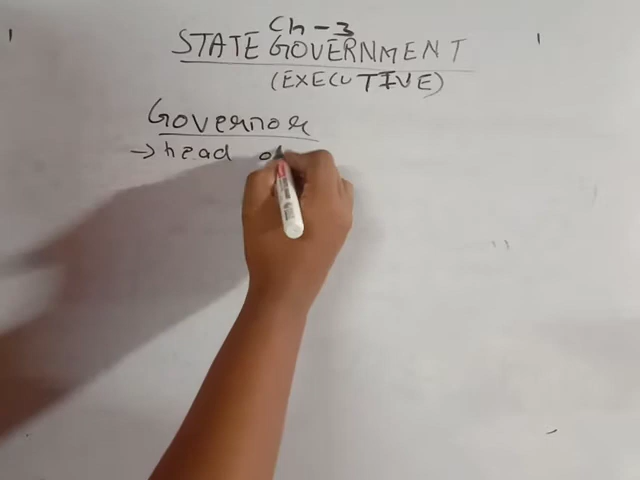 Ch-3
STATE GOVERNMENT
(EXECUTIVE)
Governor
→ head